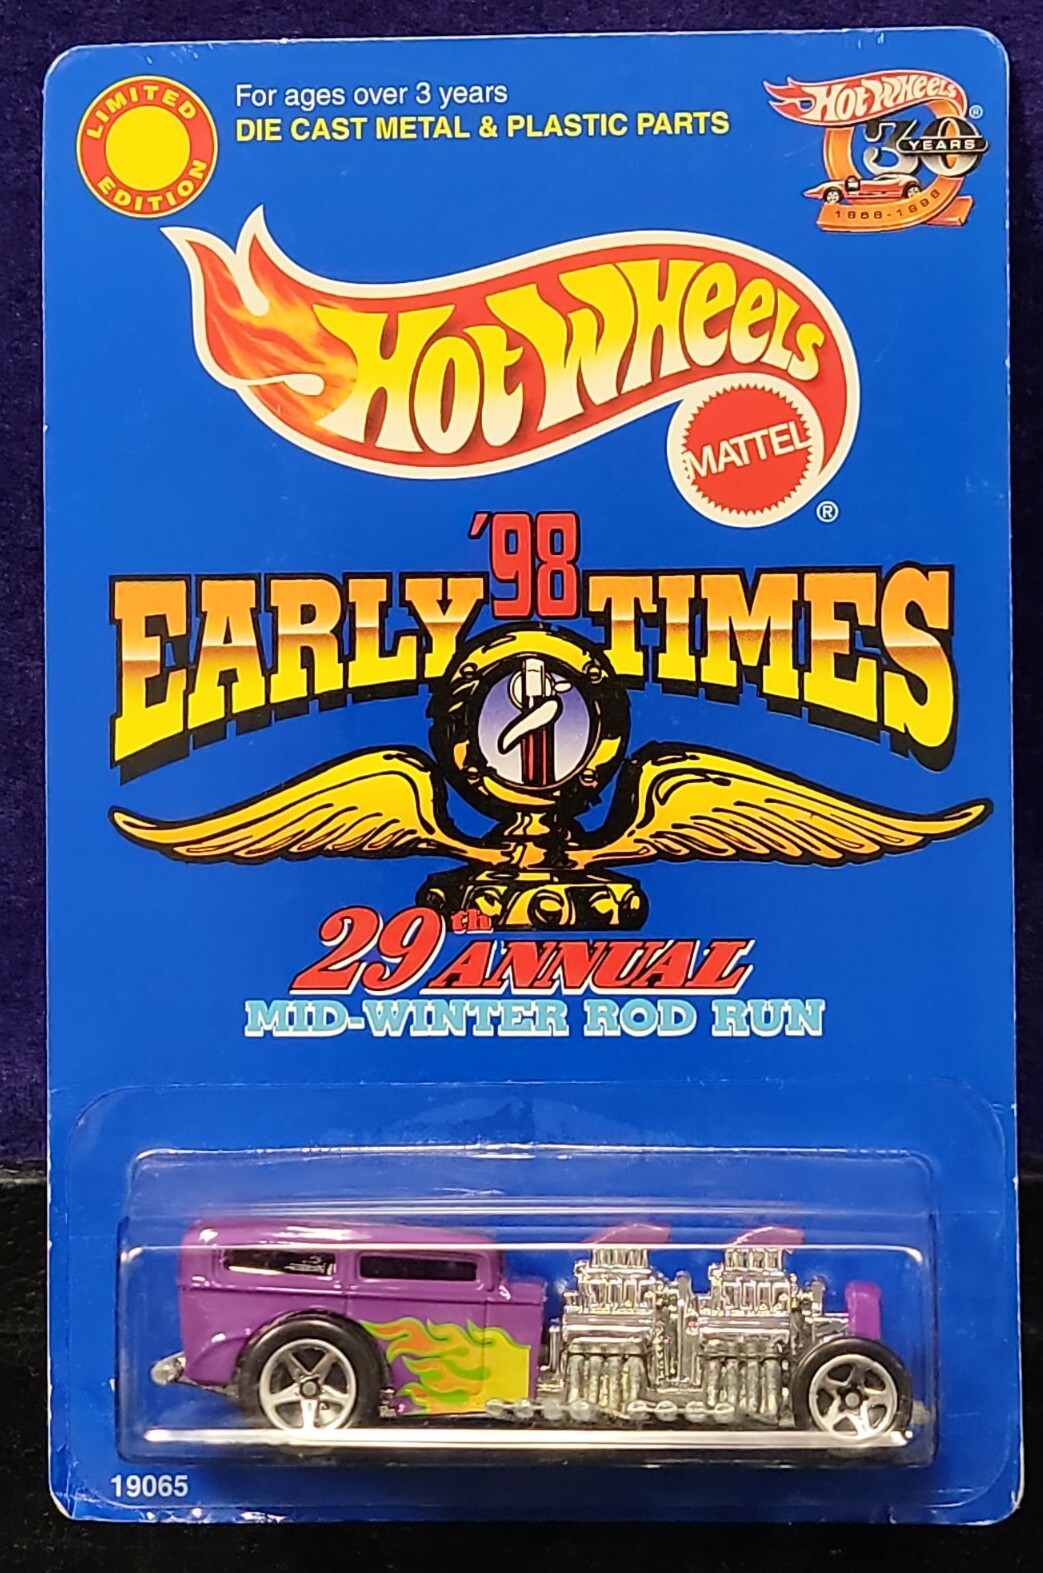 LIMITED
EDITION
For ages over 3 years
DIE CAST METAL & PLASTIC PARTS
HOT WHEELS ®
30
YEARS
1968-1998
HOT WHEELS
MATTEL
®
'98
EARLY TIMES
29th ANNUAL
MID-WINTER ROD RUN
19065